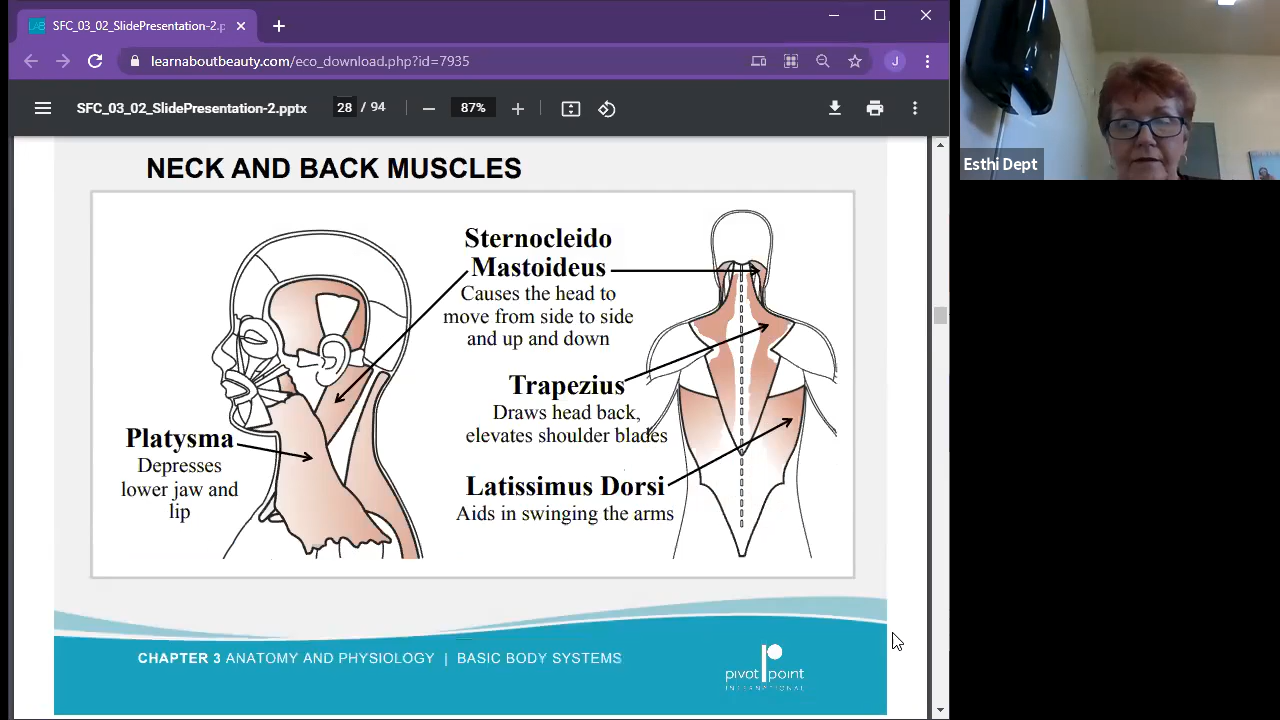 SFC_03_02_SlidePresentation-2.p
learnaboutbeauty.com/eco_download.php?id=7935
J
SFC_03_02_SlidePresentation-2.pptx
28 / 94
87%
Esthi Dept
NECK AND BACK MUSCLES
Sternocleido
Mastoideus
Causes the head to
move from side to side
and up and down
Trapezius
Draws head back,
elevates shoulder blades
Platysma
Depresses
lower jaw and
lip
Latissimus Dorsi
Aids in swinging the arms
CHAPTER 3 ANATOMY AND PHYSIOLOGY | BASIC BODY SYSTEMS
pivot point
INTERNATIONAL